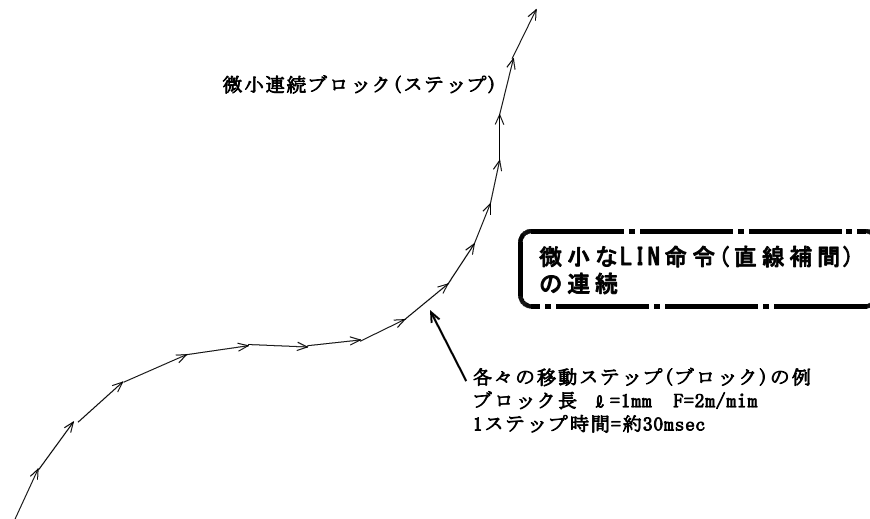 微小連続ブロック(ステップ)
微小なLIN命令(直線補間)
の連続
各々の移動ステップ(ブロック)の例
ブロック長　ℓ=1mm　F=2m/mim
1ステップ時間=約30msec